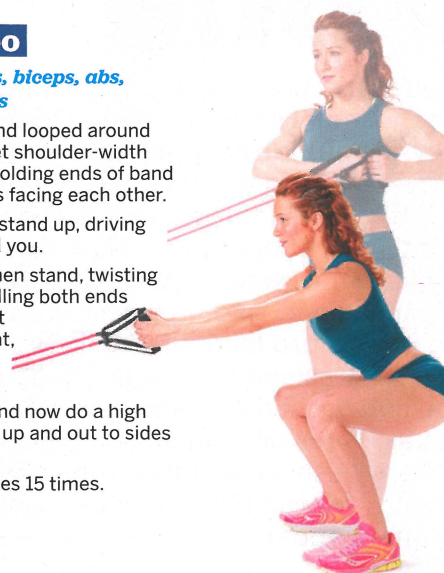 o
s, biceps, abs,
s
nd looped around
et shoulder-width
olding ends of band
s facing each other.
stand up, driving
l you.
hen stand, twisting
lling both ends
t
nt,
nd now do a high
up and out to sides
es 15 times.